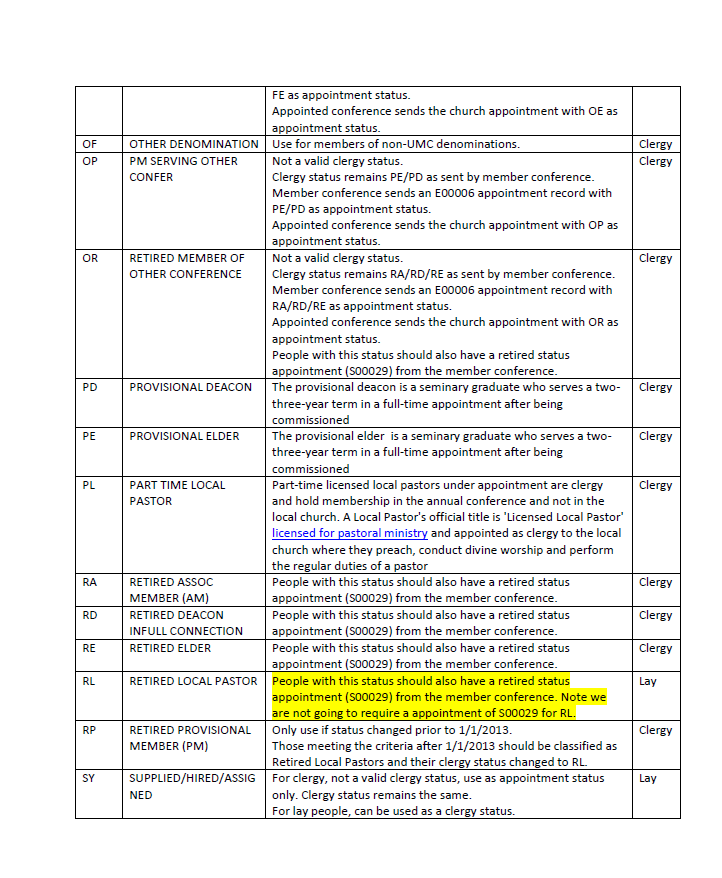 FE as appointment status.
Appointed conference sends the church appointment with OE as
appointment status.
OF OTHER DENOMINATION Use for members of non-UMC denominations. Clergy
OP PM SERVING OTHER Not a valid clergy status. Clergy
CONFER Clergy status remains PE/PD as sent by member conference.
Member conference sends an E00006 appointment record with
PE/PD as appointment status.
Appointed conference sends the church appointment with OP as
appointment status.
OR RETIRED MEMBER OF Not a valid clergy status. Clergy
OTHER CONFERENCE Clergy status remains RA/RD/RE as sent by member conference.
Member conference sends an E00006 appointment record with
RA/RD/RE as appointment status.
Appointed conference sends the church appointment with OR as
appointment status.
People with this status should also have a retired status
appointment (S00029) from the member conference.
PD PROVISIONAL DEACON The provisional deacon is a seminary graduate who serves a two- Clergy
three-year term in a full-time appointment after being
commissioned
PE PROVISIONAL ELDER The provisional elder is a seminary graduate who serves a two- Clergy
three-year term in a full-time appointment after being
commissioned
PL PART TIME LOCAL Part-time licensed local pastors under appointment are clergy Clergy
PASTOR and hold membership in the annual conference and not in the
local church. A Local Pastor's official title is 'Licensed Local Pastor'
licensed for pastoral ministry and appointed as clergy to the local
church where they preach, conduct divine worship and perform
the regular duties of a pastor
RA RETIRED ASSOC People with this status should also have a retired status Clergy
MEMBER (AM) appointment (S00029) from the member conference.
RD RETIRED DEACON People with this status should also have a retired status Clergy
INFULL CONNECTION appointment (S00029) from the member conference.
RE RETIRED ELDER People with this status should also have a retired status Clergy
appointment (S00029) from the member conference.
RL RETIRED LOCAL PASTOR People with this status should also have a retired status Lay
appointment (S00029) from the member conference. Note we
are not going to require a appointment of S00029 for RL.
RP RETIRED PROVISIONAL Only use if status changed prior to 1/1/2013. Clergy
MEMBER (PM) Those meeting the criteria after 1/1/2013 should be classified as
Retired Local Pastors and their clergy status changed to RL.
SY SUPPLIED/HIRED/ASSIG For clergy, not a valid clergy status, use as appointment status Lay
NED only. Clergy status remains the same.
For lay people, can be used as a clergy status.